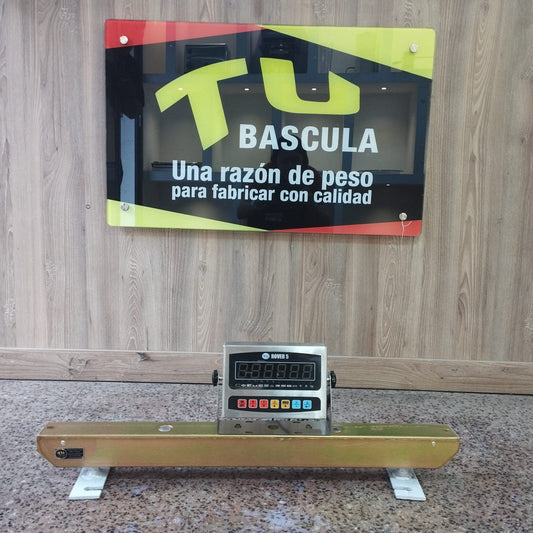 TU
BASCULA
Una razón de peso
para fabricar con calidad
ROVER 5